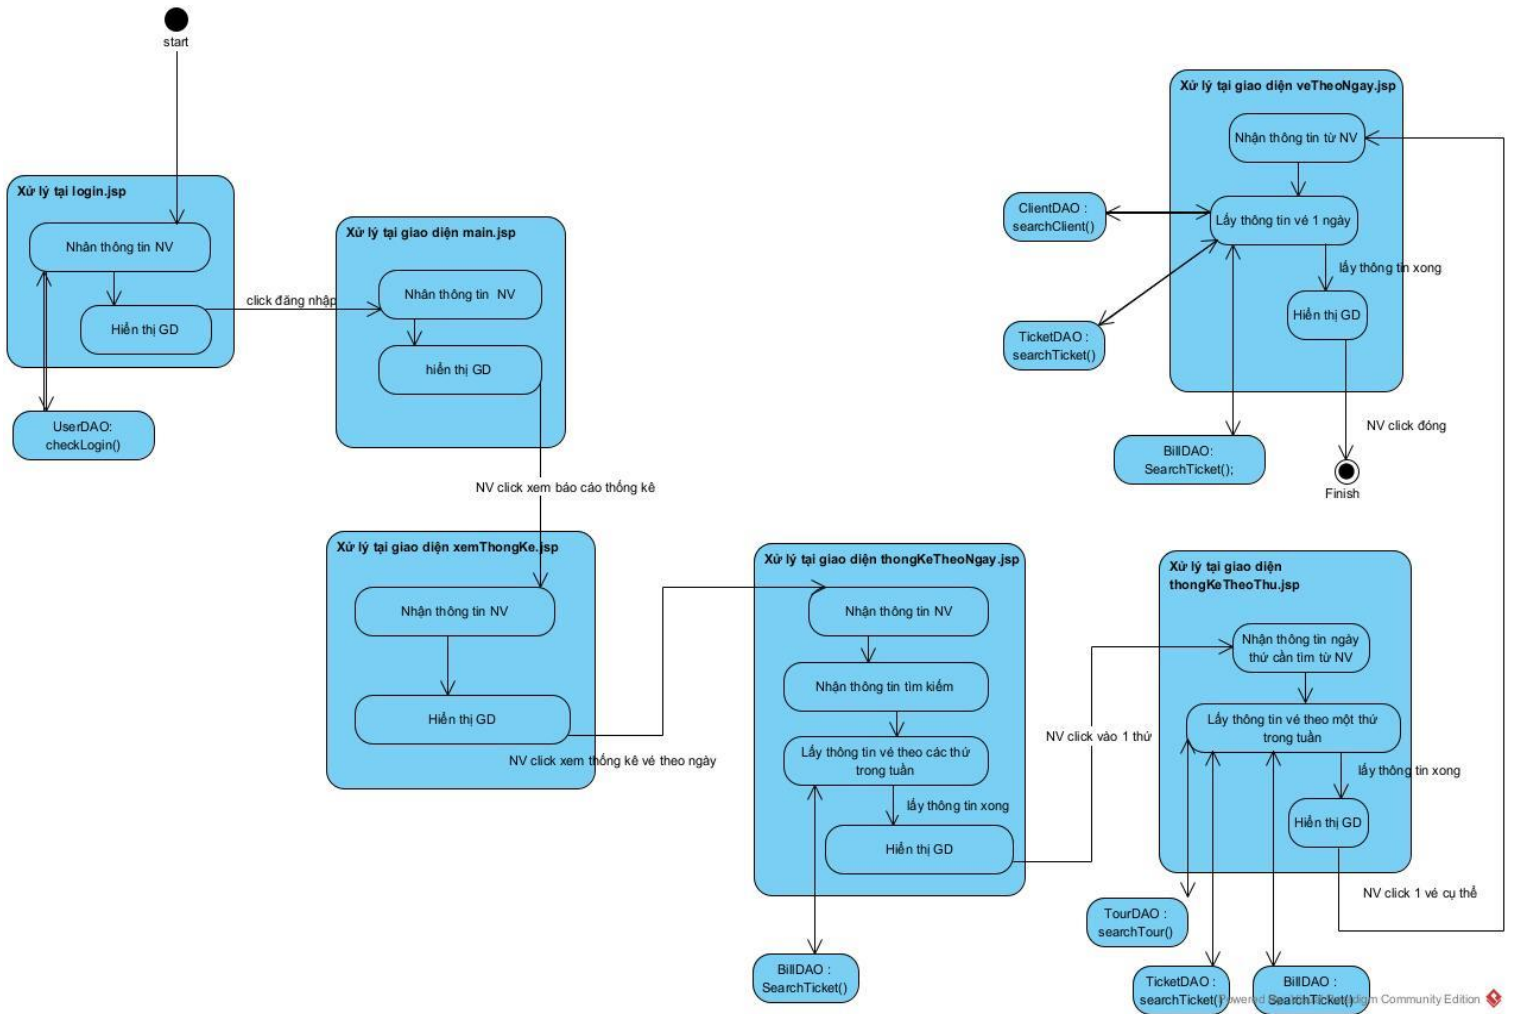 start
Xử lý tại login.jsp
Nhân thông tin NV
Hiển thị GD
click đăng nhập
UserDAO:
checkLogin()
Xử lý tại giao diện main.jsp
Nhân thông tin  NV
hiển thị GD
NV click xem báo cáo thống kê
Xử lý tại giao diện xemThongKe.jsp
Nhận thông tin NV
Hiển thị GD
NV click xem thống kê vé theo ngày
Xử lý tại giao diện thongKeTheoNgay.jsp
Nhận thông tin NV
Nhận thông tin tìm kiếm
Lấy thông tin vé theo các thứ
trong tuần
lấy thông tin xong
Hiển thị GD
BillDAO :
SearchTicket()
NV click vào 1 thứ
Xử lý tại giao diện
thongKeTheoThu.jsp
Nhận thông tin ngày
thứ cần tìm từ NV
Lấy thông tin vé theo một thứ
trong tuần
lấy thông tin xong
Hiển thị GD
TourDAO :
searchTour()
TicketDAO :
searchTicket()
BillDAO :
SearchTicket()
NV click 1 vé cụ thể
Xử lý tại giao diện veTheoNgay.jsp
Nhận thông tin từ NV
Lấy thông tin vé 1 ngày
lấy thông tin xong
Hiển thị GD
ClientDAO :
searchClient()
TicketDAO :
searchTicket()
BillDAO:
SearchTicket();
NV click đóng
Finish
Powered Paradigm Community Edition